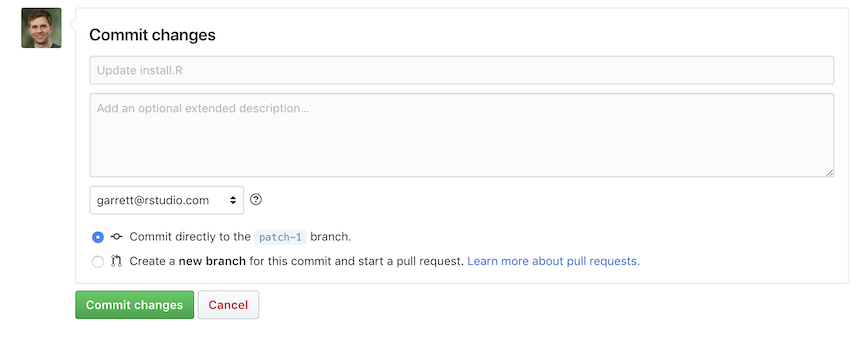 Commit changes
Update install.R
Add an optional extended description...
garrett@rstudio.com
Commit directly to the patch-1 branch.
Create a new branch for this commit and start a pull request. Learn more about pull requests.
Commit changes Cancel